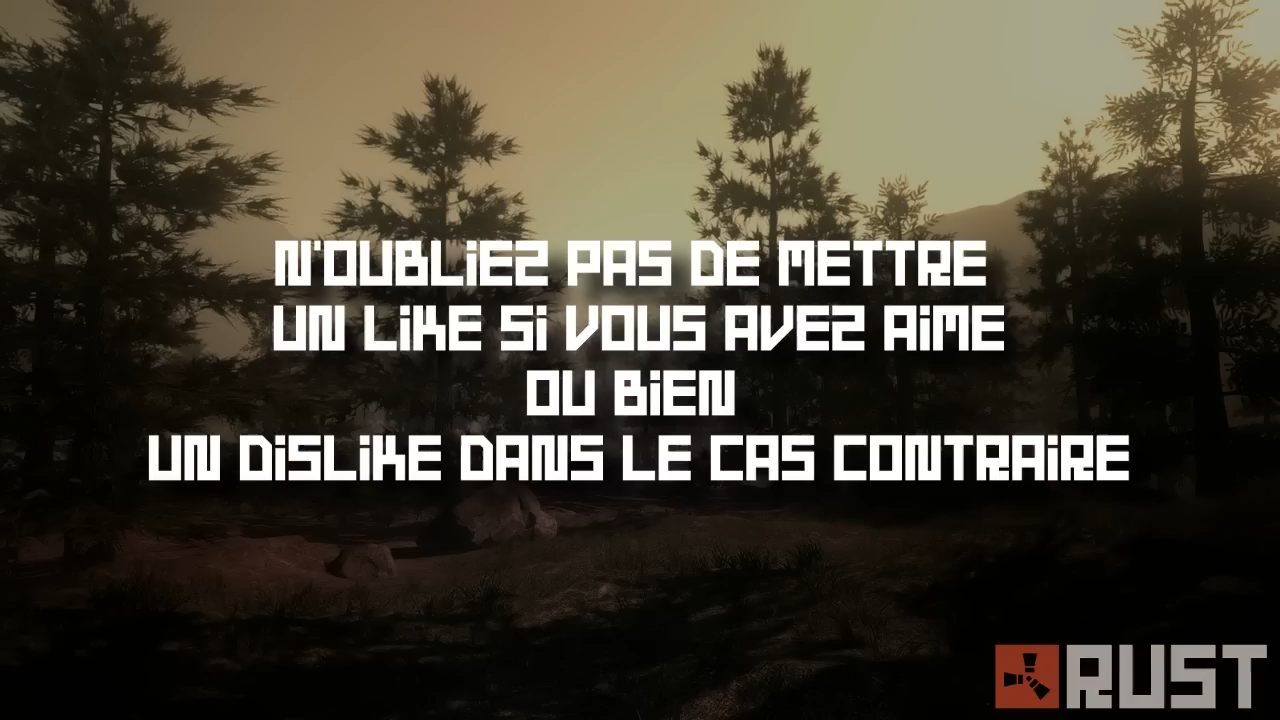 N'OUBLIEZ PAS DE METTRE
UN LIKE SI VOUS AVEZ AIME
OU BIEN
UN DISLIKE DANS LE CAS CONTRAIRE
RUST